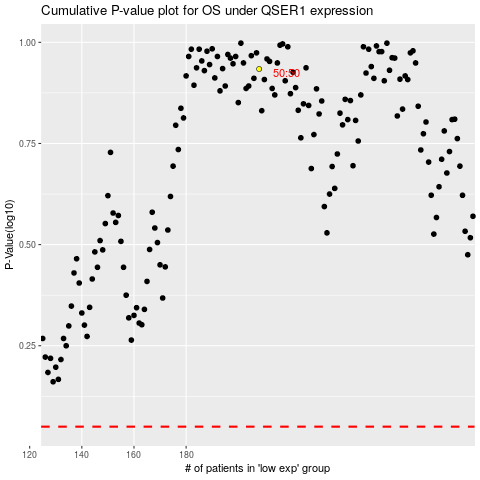 Cumulative P-value plot for OS under QSER1 expression
P-Value(log10)
1.00
0.75
0.50
0.25
50:50
120 140 160 180
# of patients in 'low exp' group